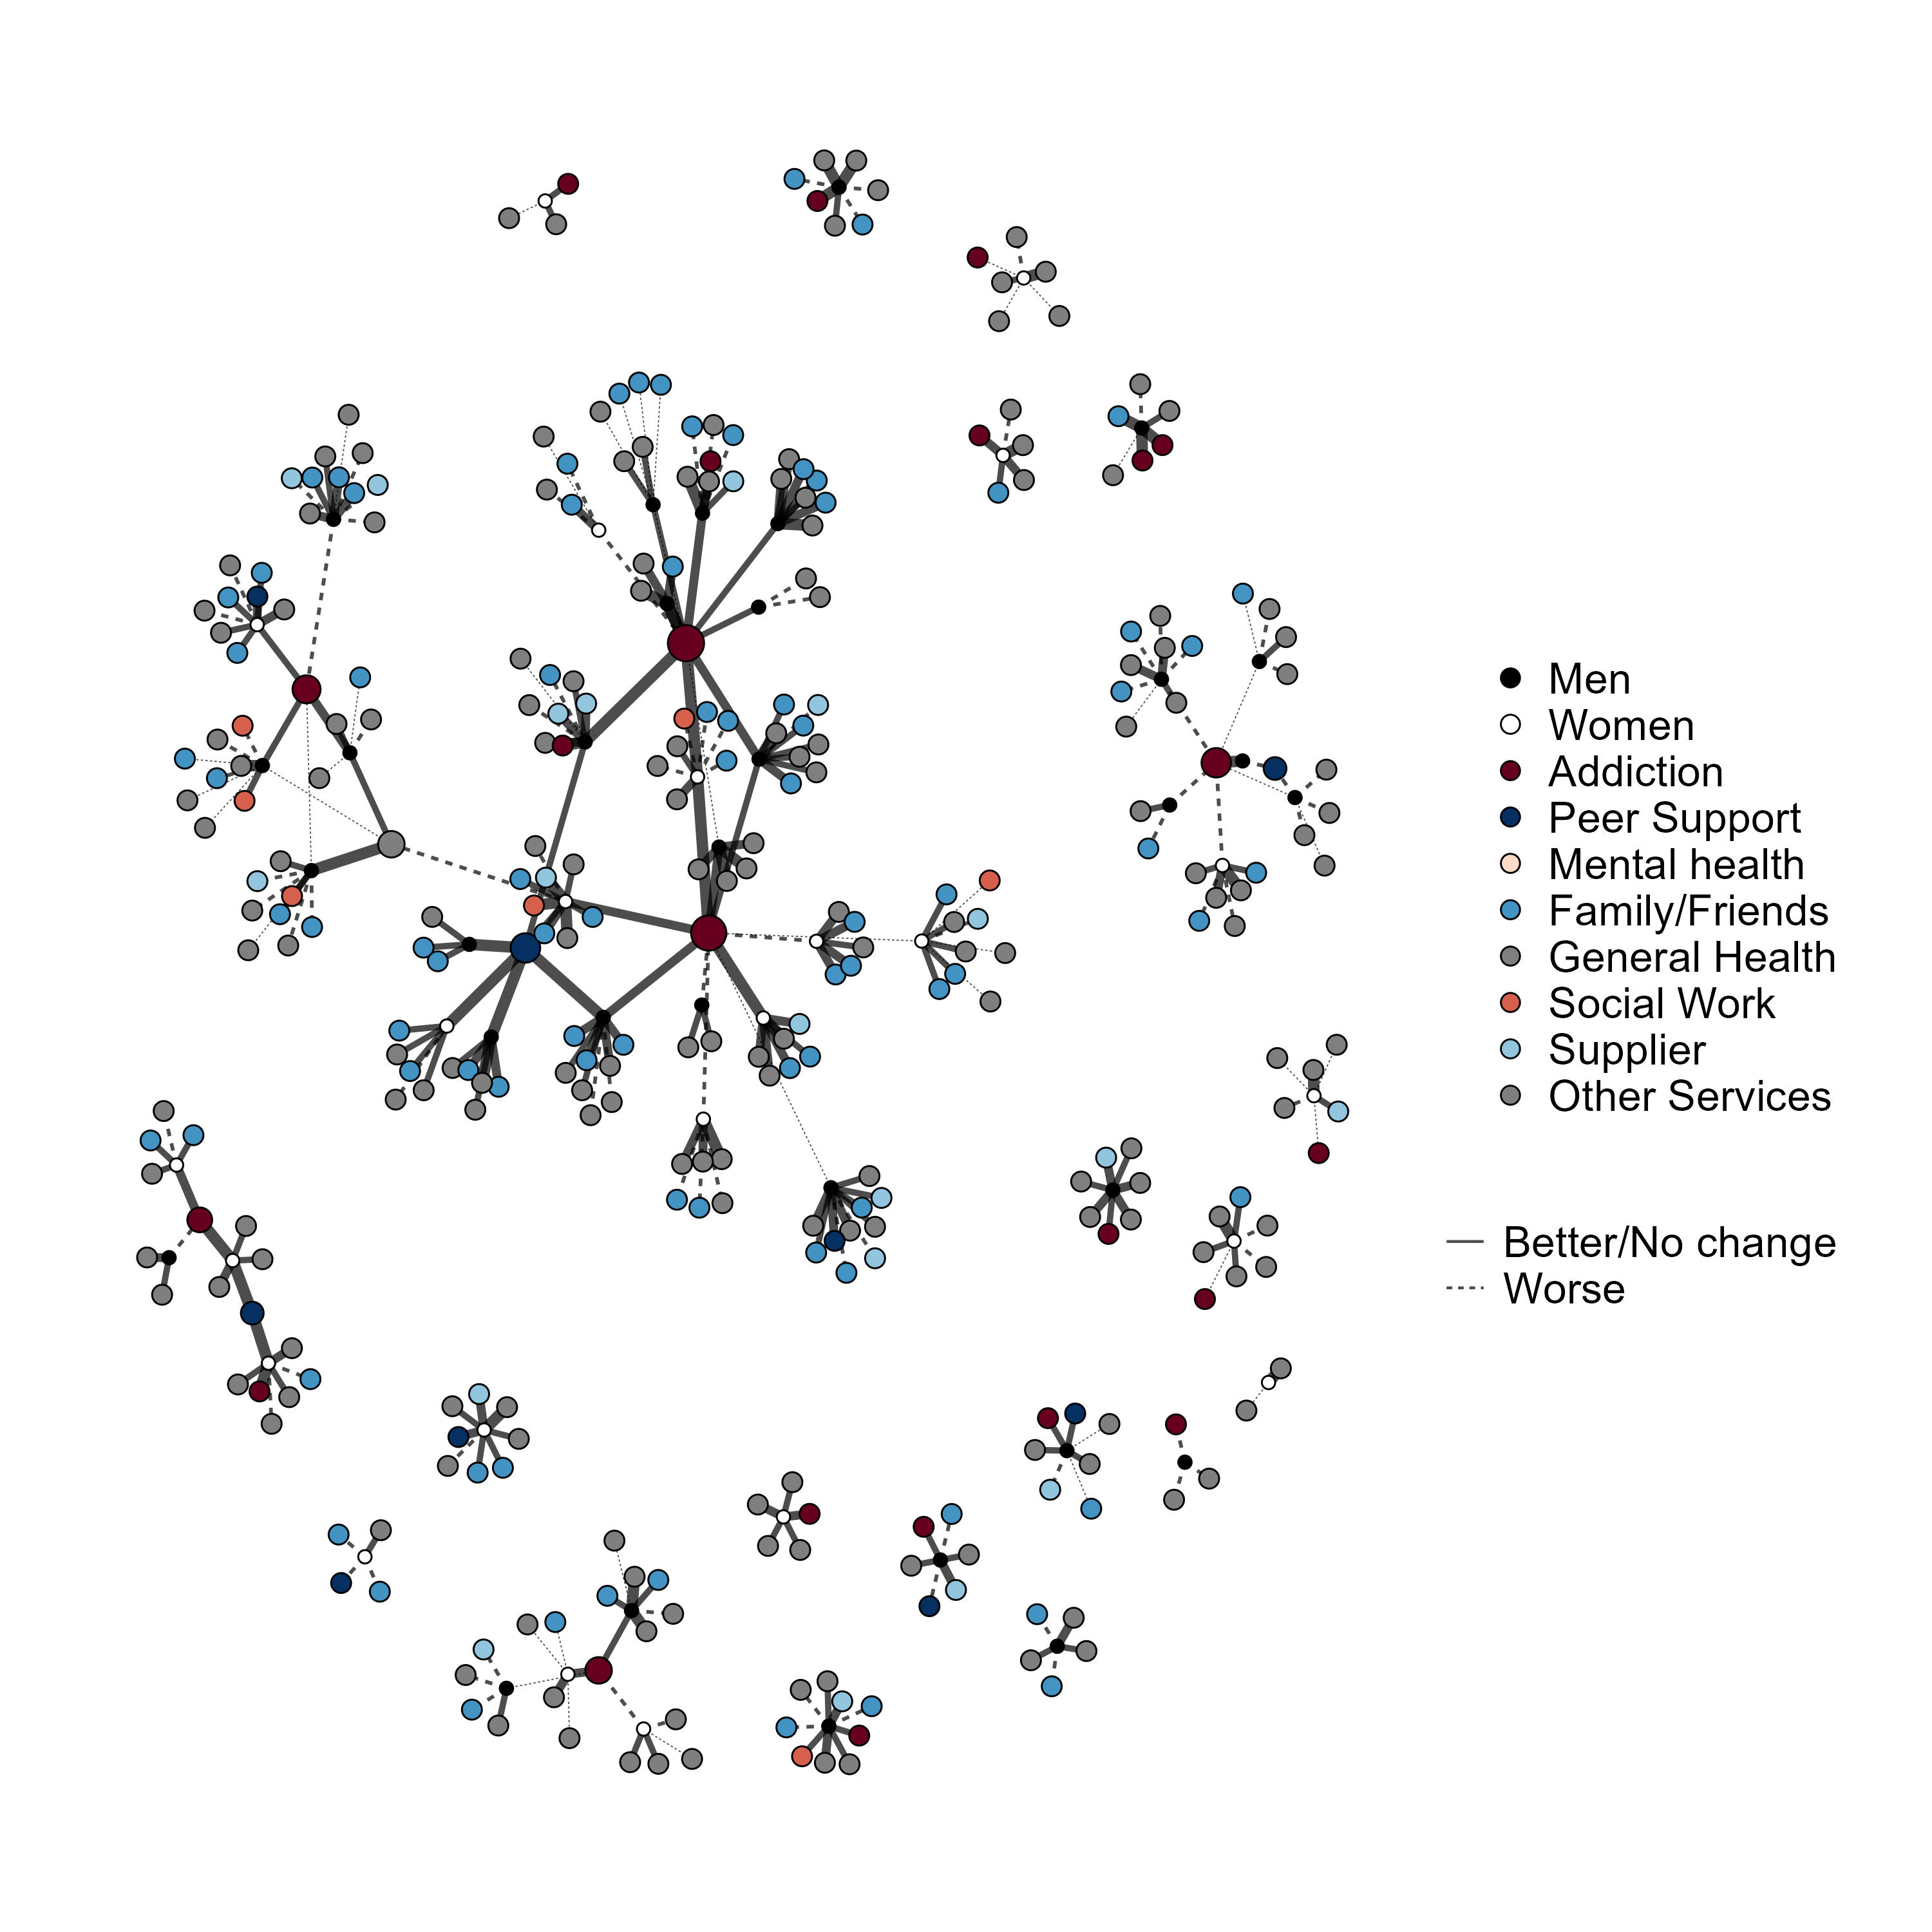 Men
Women
Addiction
Peer Support
Mental health
Family/Friends
General Health
Social Work
Supplier
Other Services
Better/No change
Worse